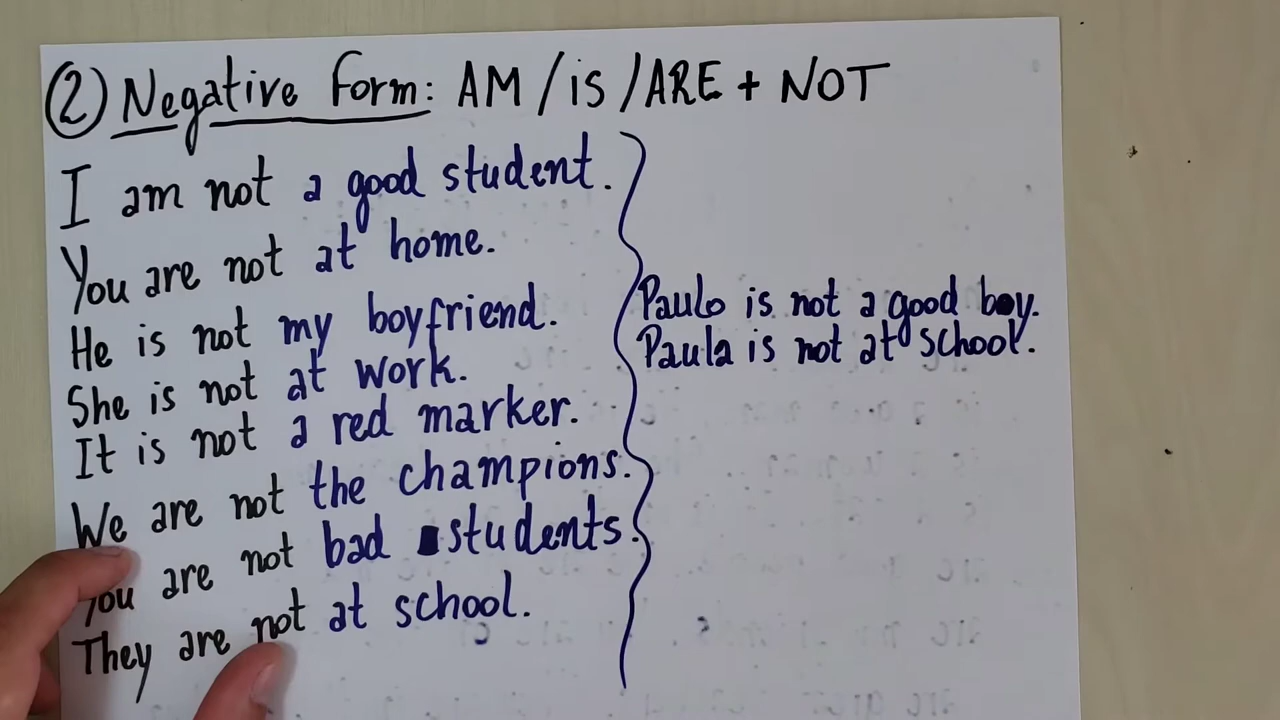 ② Negative form: AM / is / ARE + NOT
I am not a good student.
You are not at home.
He is not my boyfriend.
She is not at work.
It is not a red marker.
We are not the champions.
You are not bad students.
They are not at school.
Paulo is not a good boy.
Paula is not at school.